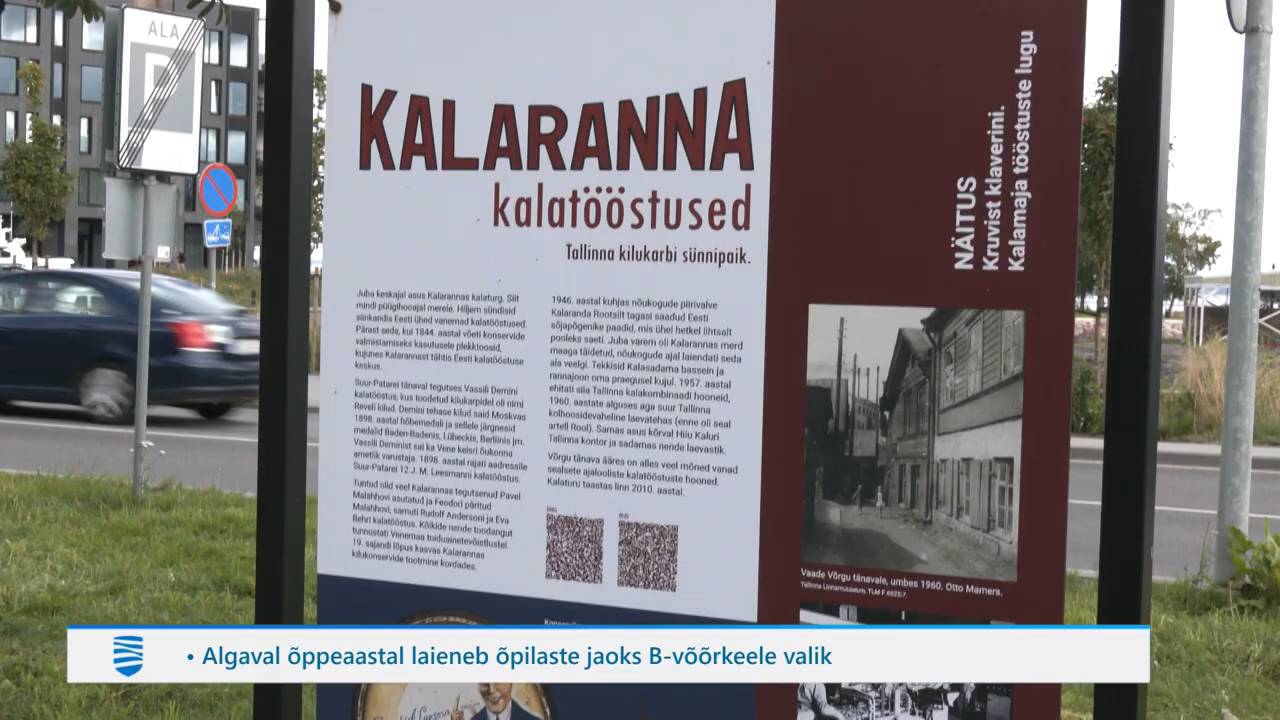 ALA
P
KALARANNA
kalatööstused
Tallinna kilukarbi sünnipaik.
Juba keskajal asus Kalarannas kalaturg. Siit
mindi püügihooajal merele. Hiljem sündisid
siinkandis Eesti ühed vanemad kalatööstused.
Pärast seda, kui 1844. aastal võeti konservide
valmistamiseks kasutusele plekktoosid,
kujunes Kalarannast tähtis Eesti kalatööstuse
keskus.
Suur-Patarei tänaval tegutses Vassili Demini
kalatööstus, kus toodetud kilukarpidel oli nimi
Reveli kilud. Demini tehase kilud said Moskvas
1898. aastal hõbemedali ja sellele järgnesid
medalid Baden-Badenis, Lübeckis, Berliinis jm.
Vassili Deminist sai ka Vene keisri õukonna
ametlik varustaja. 1898. aastal rajati aadressile
Suur-Patarei 12 J. M. Leesmanni kalatööstus.
Tuntud olid veel Kalarannas tegutsenud Pavel
Malahhovi asutatud ja Feodori päritud
Malahhovi, samuti Rudolf Andersoni ja Eva
Illehri kalatööstus. Kõikide nende toodangut
tunnustati Venemaa toiduainetevõistlustel.
19. sajandi lõpus kasvas Kalarannas
kilukonservide tootmine kordades.
1946. aastal kuhjas nõukogude piirivalve
Kalaranda Rootsilt tagasi saadud Eesti
sõjapõgenike paadid, mis ühel hetkel lihtsalt
pooleks saeti. Juba varem oli Kalarannas merd
maaga täidetud, nõukogude ajal laiendati seda
ala veelgi. Tekkisid Kalasadama bassein ja
rannajoon oma praegusel kujul. 1957. aastal
ehitati siia Tallinna kalakombinaadi hooneid,
1960. aastate alguses aga suur Tallinna
kolhoosidevaheline laevatehas (enne oli seal
artell Rool). Samas asus kõrval Hiiu Kaluri
Tallinna kontor ja sadamas nende laevastik.
Võrgu tänava ääres on alles veel mõned vanad
sealsete ajalooliste kalatööstuste hooned.
Kalaturu taastas linn 2010. aastal.
ENG
RUS
NÄITUS
Kruvist klaverini.
Kalamaja tööstuste lugu
Vaade Võrgu tänavale, umbes 1960. Otto Mamers.
Tallinna Linnamuuseum, TLM F 6828:7.
• Algaval õppeaastal laieneb õpilaste jaoks B-võõrkeele valik